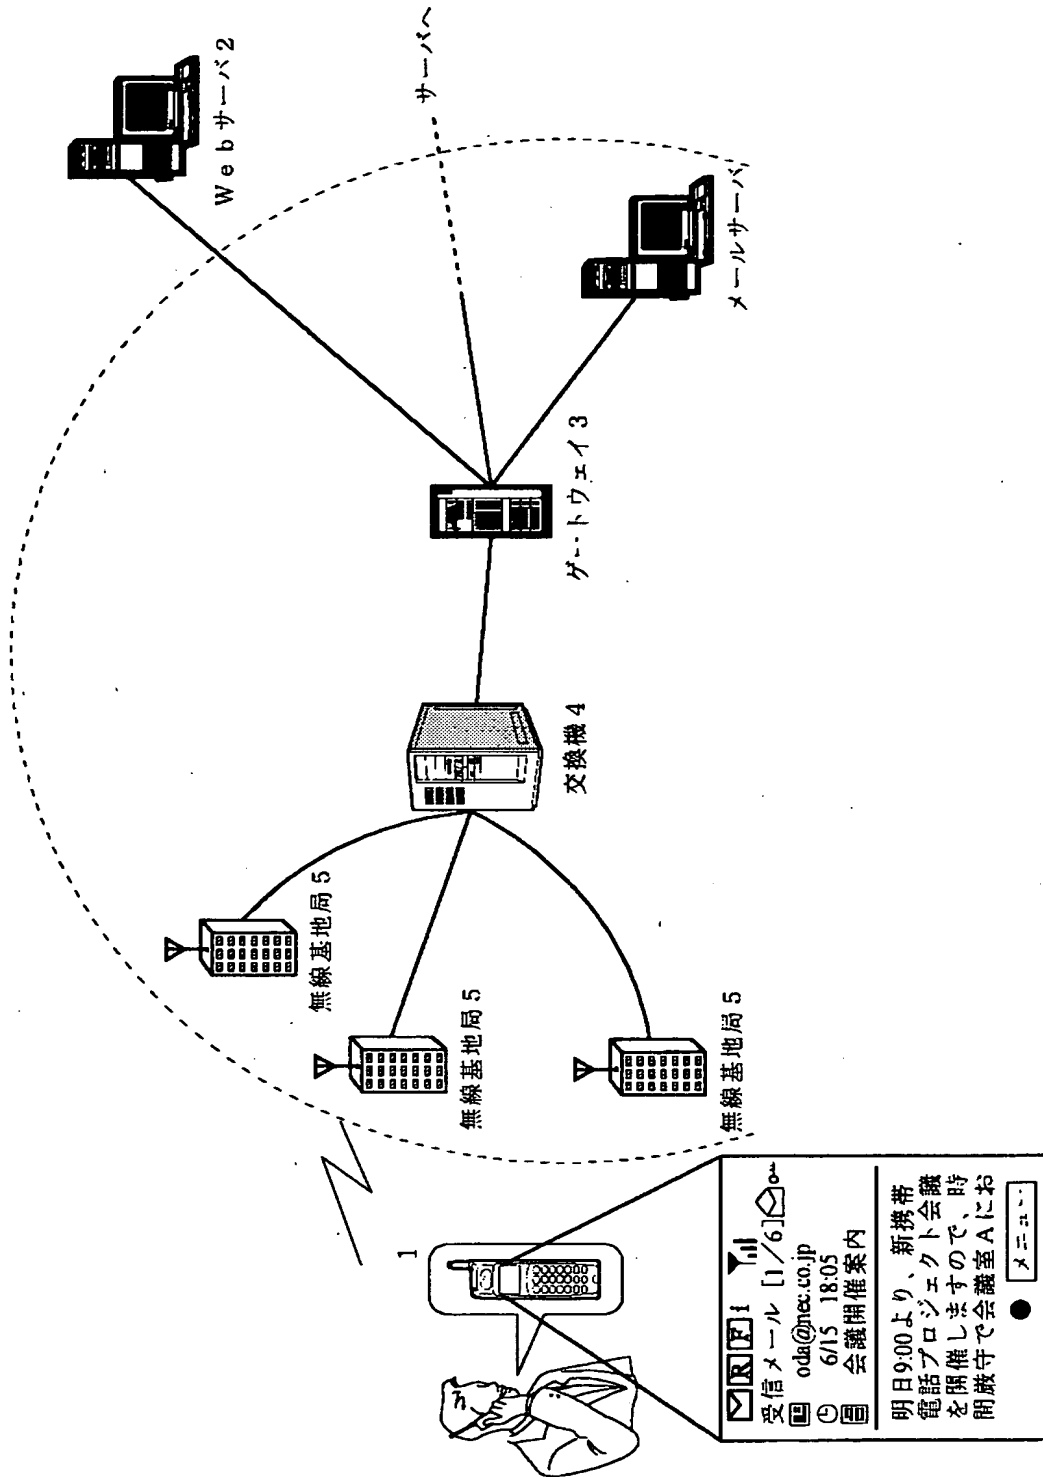 1
無線基地局5
無線基地局5
無線基地局5
交換機4
ゲートウェイ3
Webサーバ2
サーバへ
メールサーバ
R F i
受信メール [1/6]
oda@nec.co.jp
6/15 18:05
会議開催案内
明日9:00より、新携帯
電話プロジェクト会議
を開催しますので、時
間厳守で会議室Aにお
メニュー